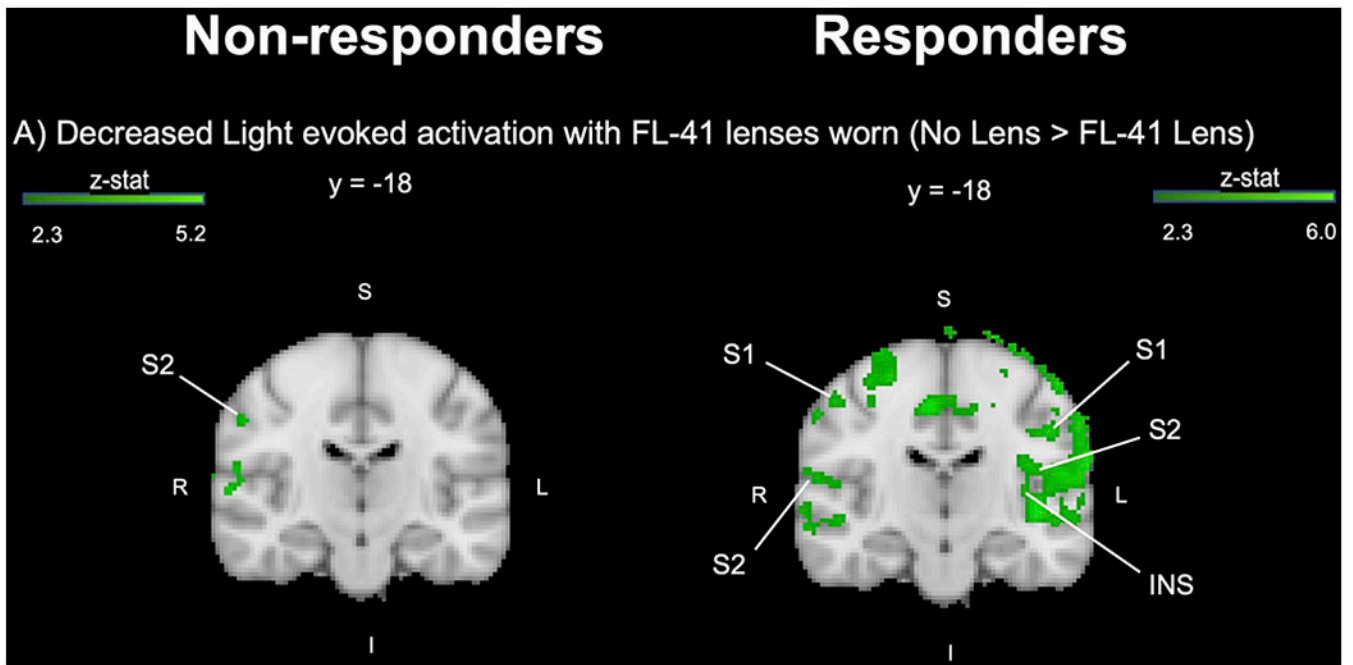 Non-responders
Responders
A) Decreased Light evoked activation with FL-41 lenses worn (No Lens > FL-41 Lens)
z-stat
y = -18
y = -18
z-stat
2.3
5.2
2.3
6.0
S
S
S2
S1
S1
S2
R
L
R
L
S2
INS
I
I